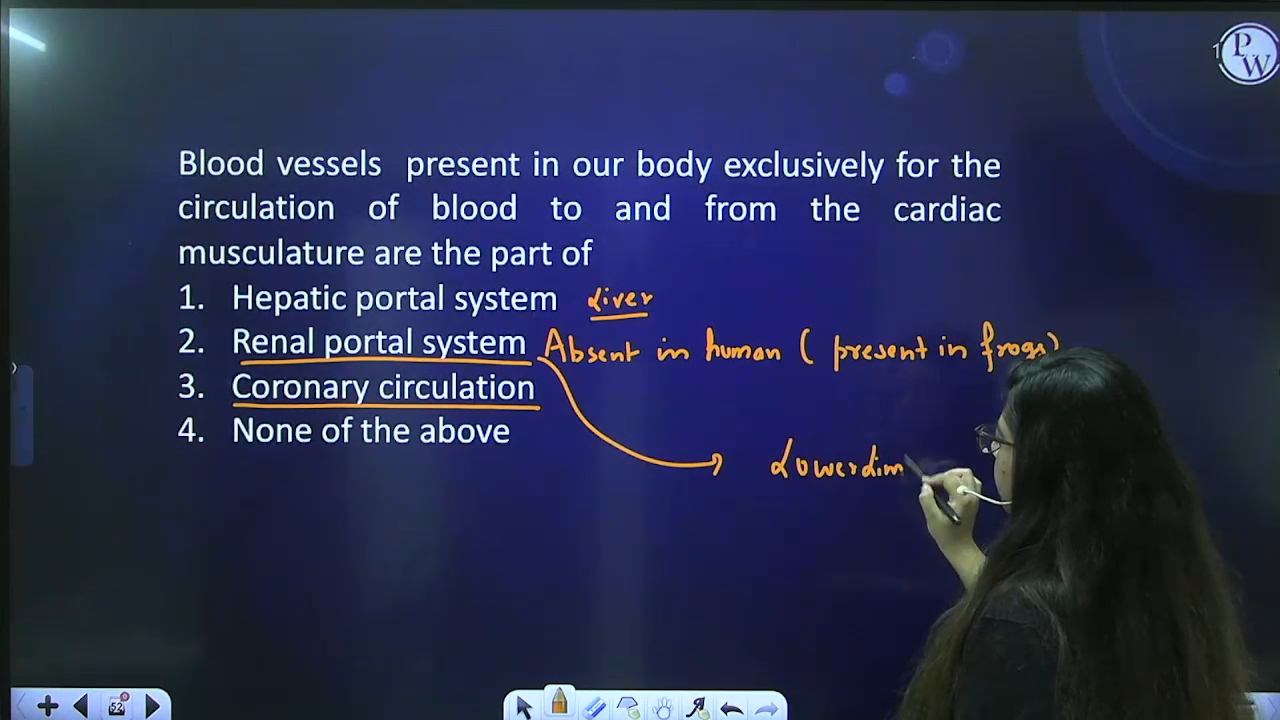 PW
Blood vessels present in our body exclusively for the
circulation of blood to and from the cardiac
musculature are the part of
1. Hepatic portal system Liver
2. Renal portal system Absent in human ( present in frogs)
3. Coronary circulation
4. None of the above
Lowerlim
52